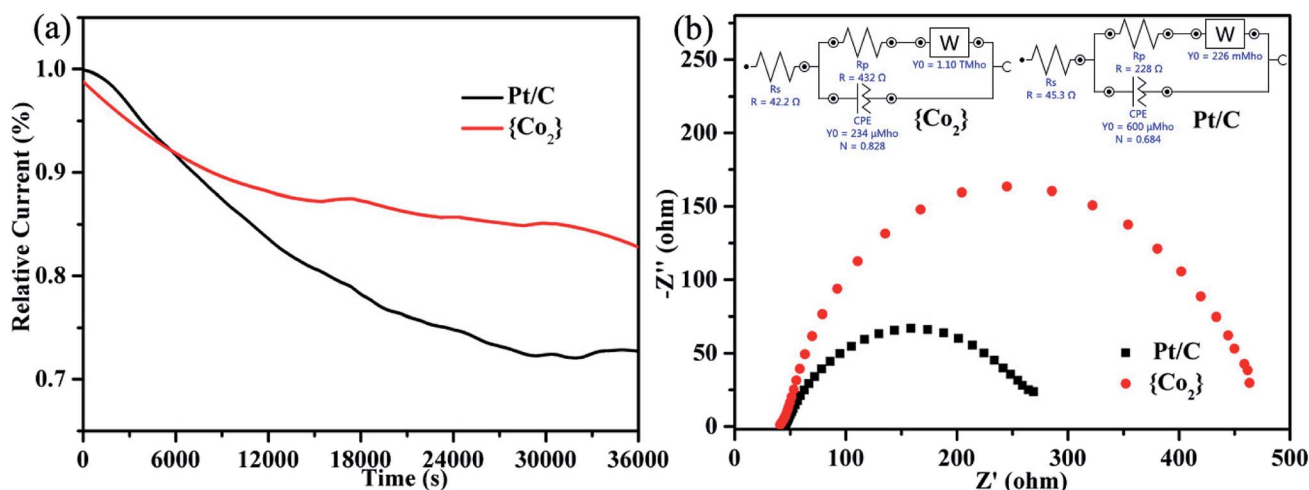 (a)
1.0
0.9
0.8
0.7
Relative Current (%)
Pt/C
{Co2}
0 6000 12000 18000 24000 30000 36000
Time (s)
(b)
250
200
150
100
50
0
-Z'' (ohm)
Rs
R = 42.2 Ω
Rp
R = 432 Ω
W
Y0 = 1.10 TMho
CPE
Y0 = 234 μMho
N = 0.828
{Co2}
Rs
R = 45.3 Ω
Rp
R = 228 Ω
W
Y0 = 226 mMho
CPE
Y0 = 600 μMho
N = 0.684
Pt/C
Pt/C
{Co2}
0 100 200 300 400 500
Z' (ohm)